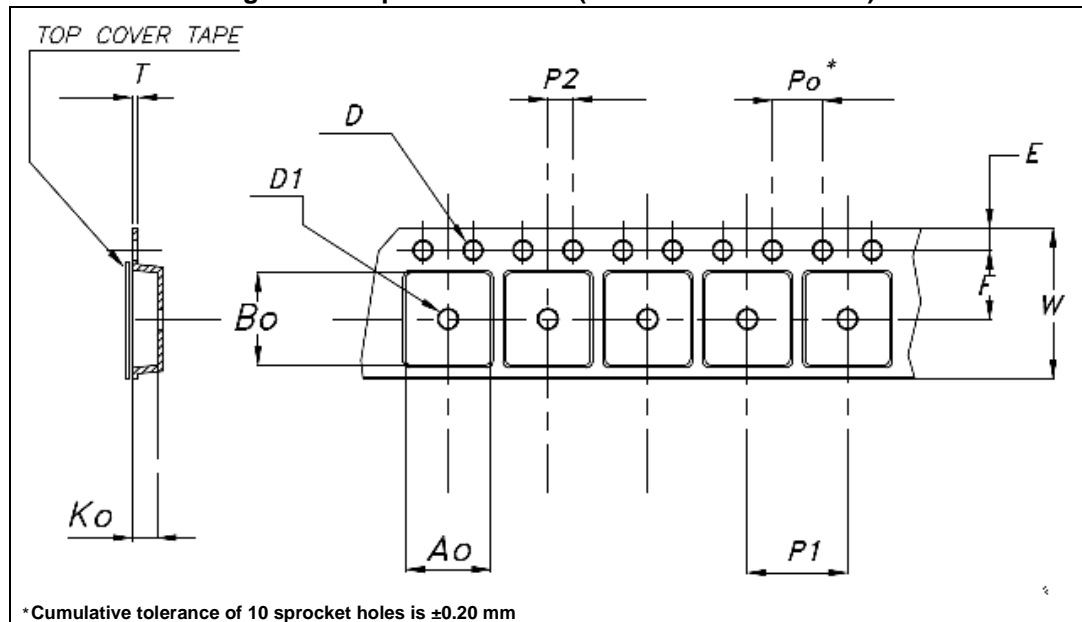 TOP COVER TAPE
T
P2
Po*
D
E
D1
F
Bo
W
Ko
Ao
P1
*Cumulative tolerance of 10 sprocket holes is ±0.20 mm